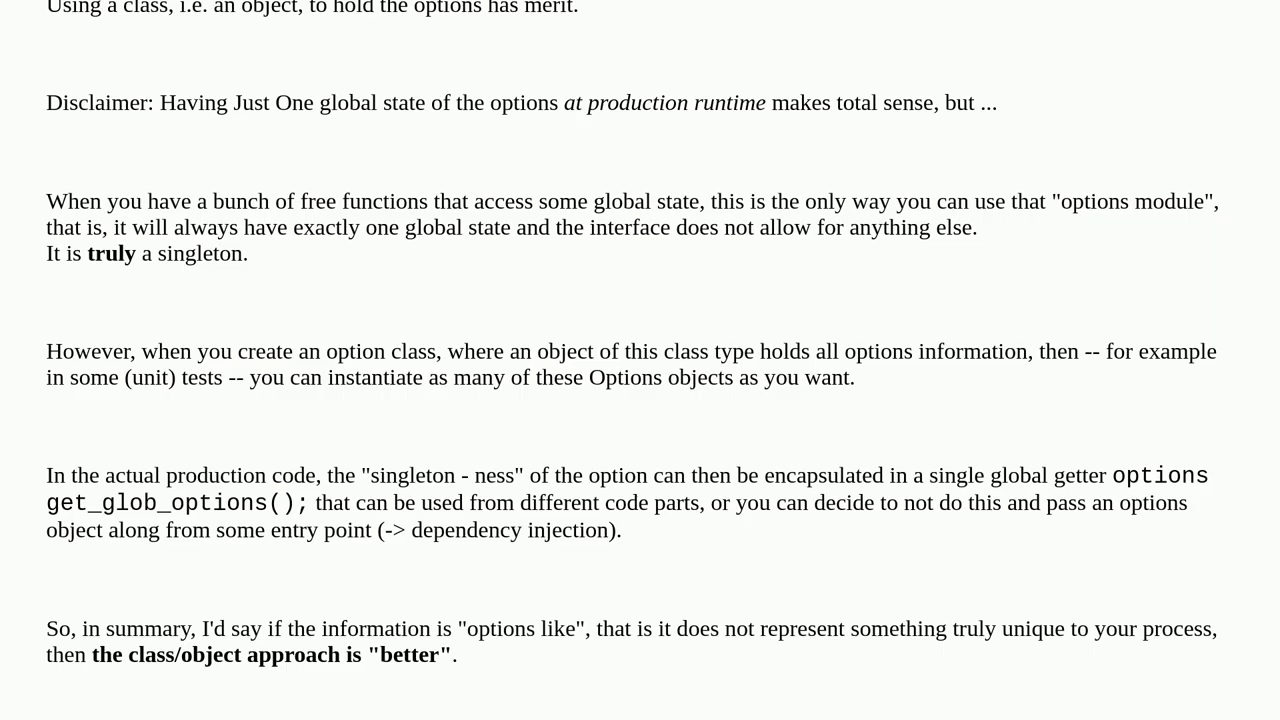 Using a class, i.e. an object, to hold the options has merit.
Disclaimer: Having Just One global state of the options at production runtime makes total sense, but ...
When you have a bunch of free functions that access some global state, this is the only way you can use that "options module",
that is, it will always have exactly one global state and the interface does not allow for anything else.
It is truly a singleton.
However, when you create an option class, where an object of this class type holds all options information, then -- for example
in some (unit) tests -- you can instantiate as many of these Options objects as you want.
In the actual production code, the "singleton - ness" of the option can then be encapsulated in a single global getter options
get_glob_options(); that can be used from different code parts, or you can decide to not do this and pass an options
object along from some entry point (-> dependency injection).
So, in summary, I'd say if the information is "options like", that is it does not represent something truly unique to your process,
then the class/object approach is "better".